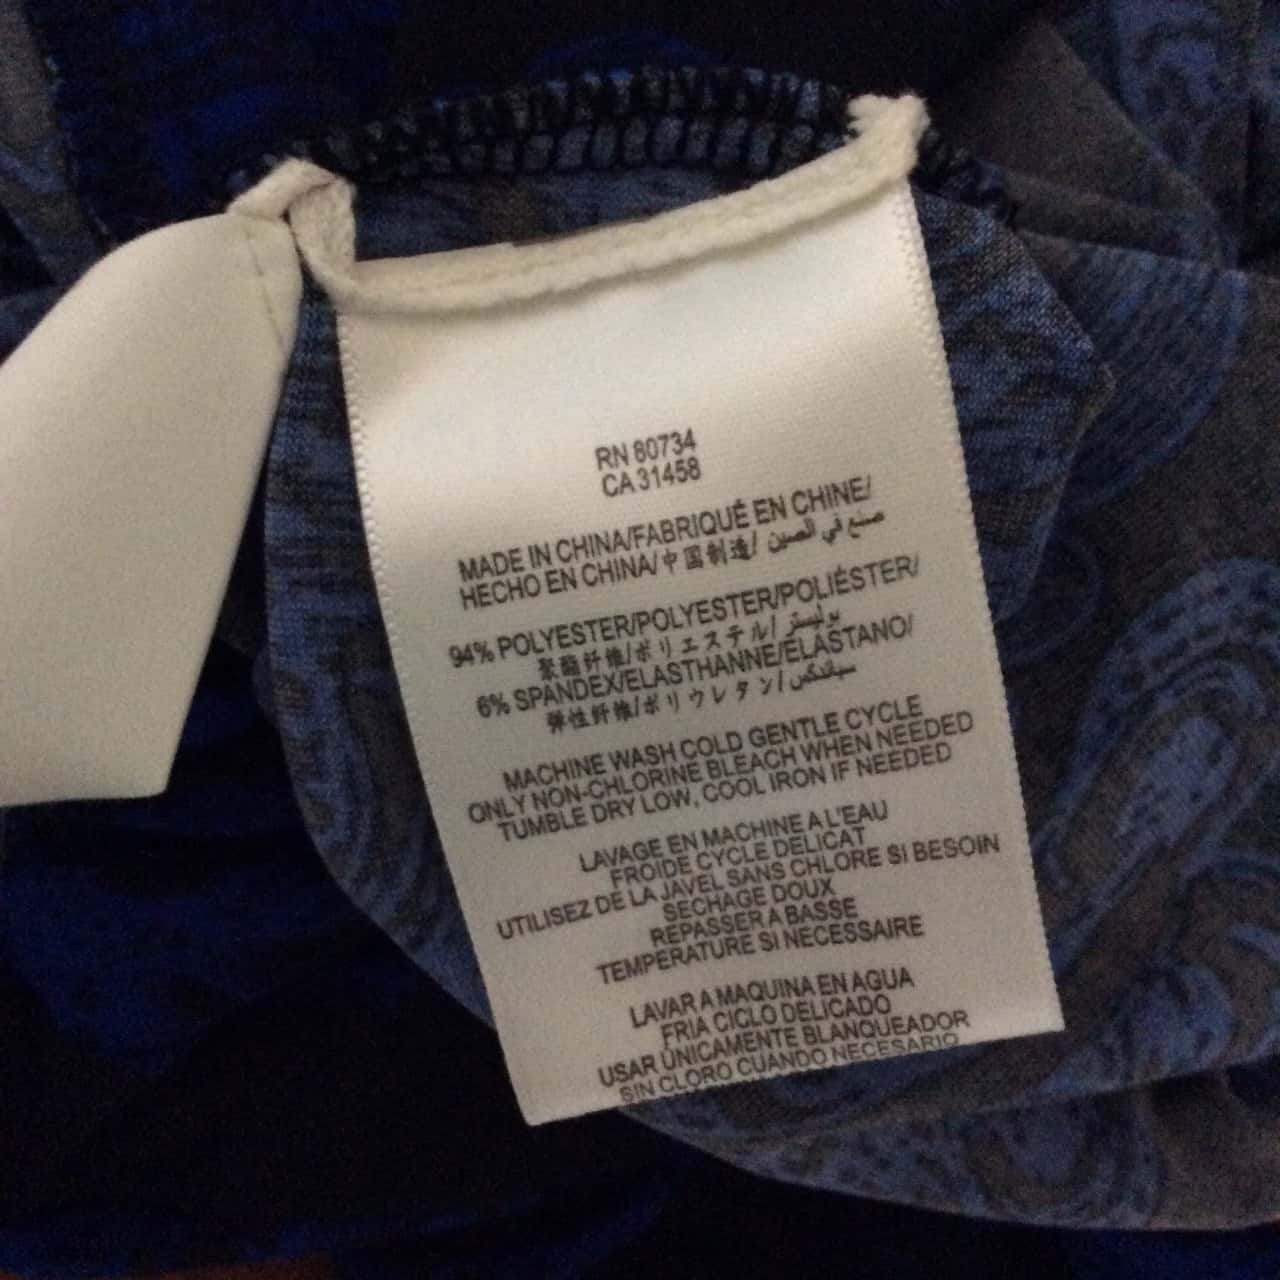 RN 80734
CA 31458
MADE IN CHINA/FABRIQUÉ EN CHINE/
HECHO EN CHINA/中国制造/ صنع في الصين
94% POLYESTER/POLYESTER/POLIÉSTER/
聚酯纤维/ポリエステル/ بوليستر
6% SPANDEX/ELASTHANNE/ELASTANO/
弹性纤维/ポリウレタン/ سباندكس
MACHINE WASH COLD GENTLE CYCLE
ONLY NON-CHLORINE BLEACH WHEN NEEDED
TUMBLE DRY LOW, COOL IRON IF NEEDED
LAVAGE EN MACHINE A L'EAU
FROIDE CYCLE DELICAT
UTILISEZ DE LA JAVEL SANS CHLORE SI BESOIN
SECHAGE DOUX
REPASSER A BASSE
TEMPERATURE SI NECESSAIRE
LAVAR A MAQUINA EN AGUA
FRIA CICLO DELICADO
USAR ÚNICAMENTE BLANQUEADOR
SIN CLORO CUANDO NECESARIO